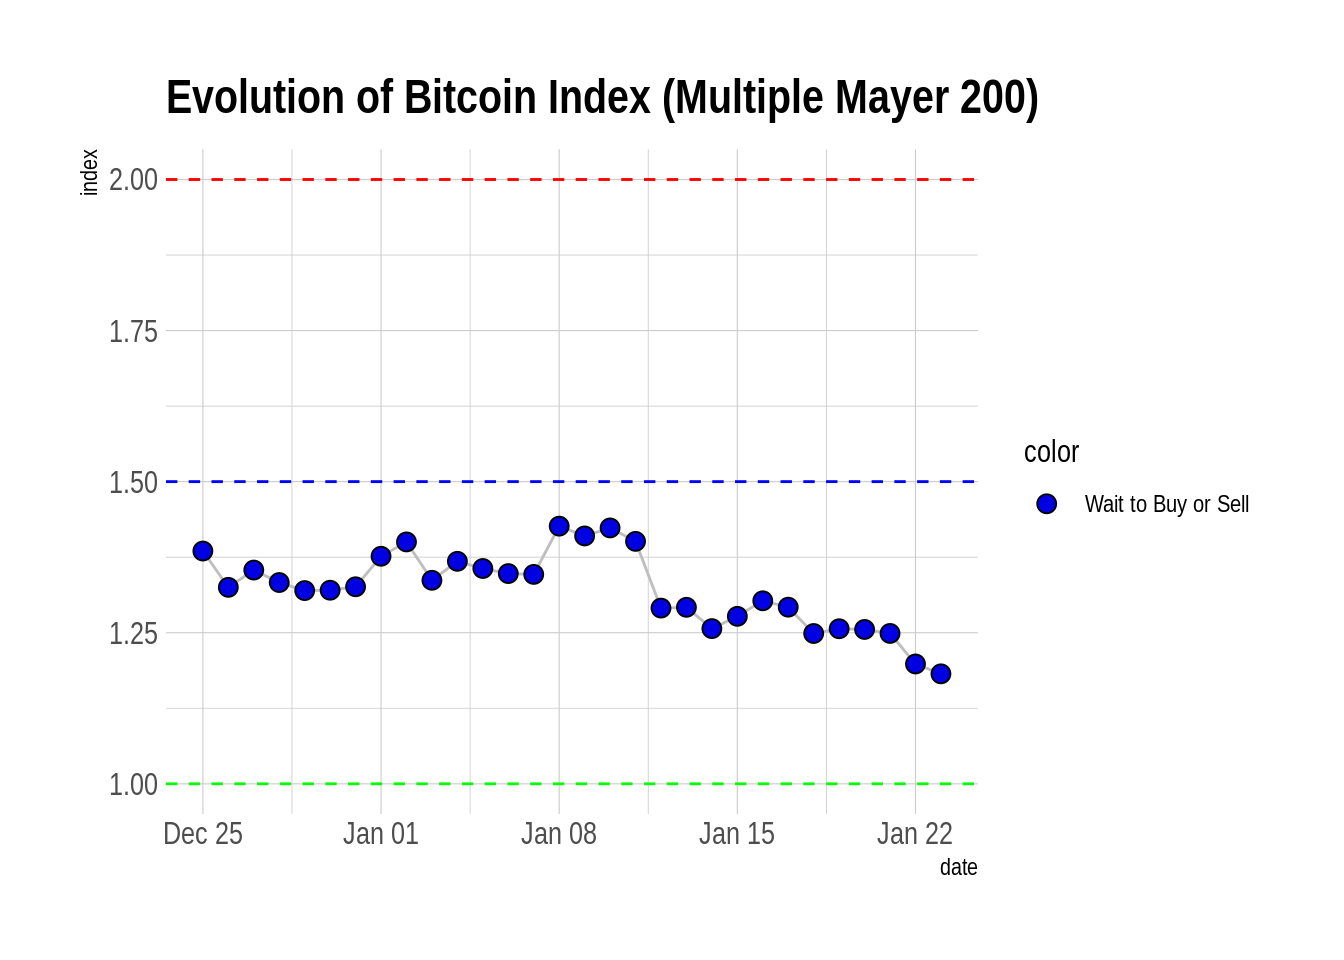 Evolution of Bitcoin Index (Multiple Mayer 200)
index
2.00
1.75
1.50
1.25
1.00
Dec 25 Jan 01 Jan 08 Jan 15 Jan 22
date
color
Wait to Buy or Sell